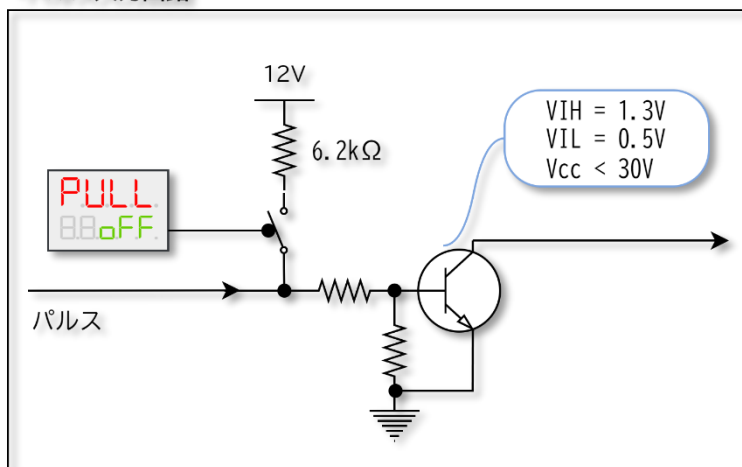 12V
6.2kΩ
VIH = 1.3V
VIL = 0.5V
Vcc < 30V
PULL
oFF
パルス